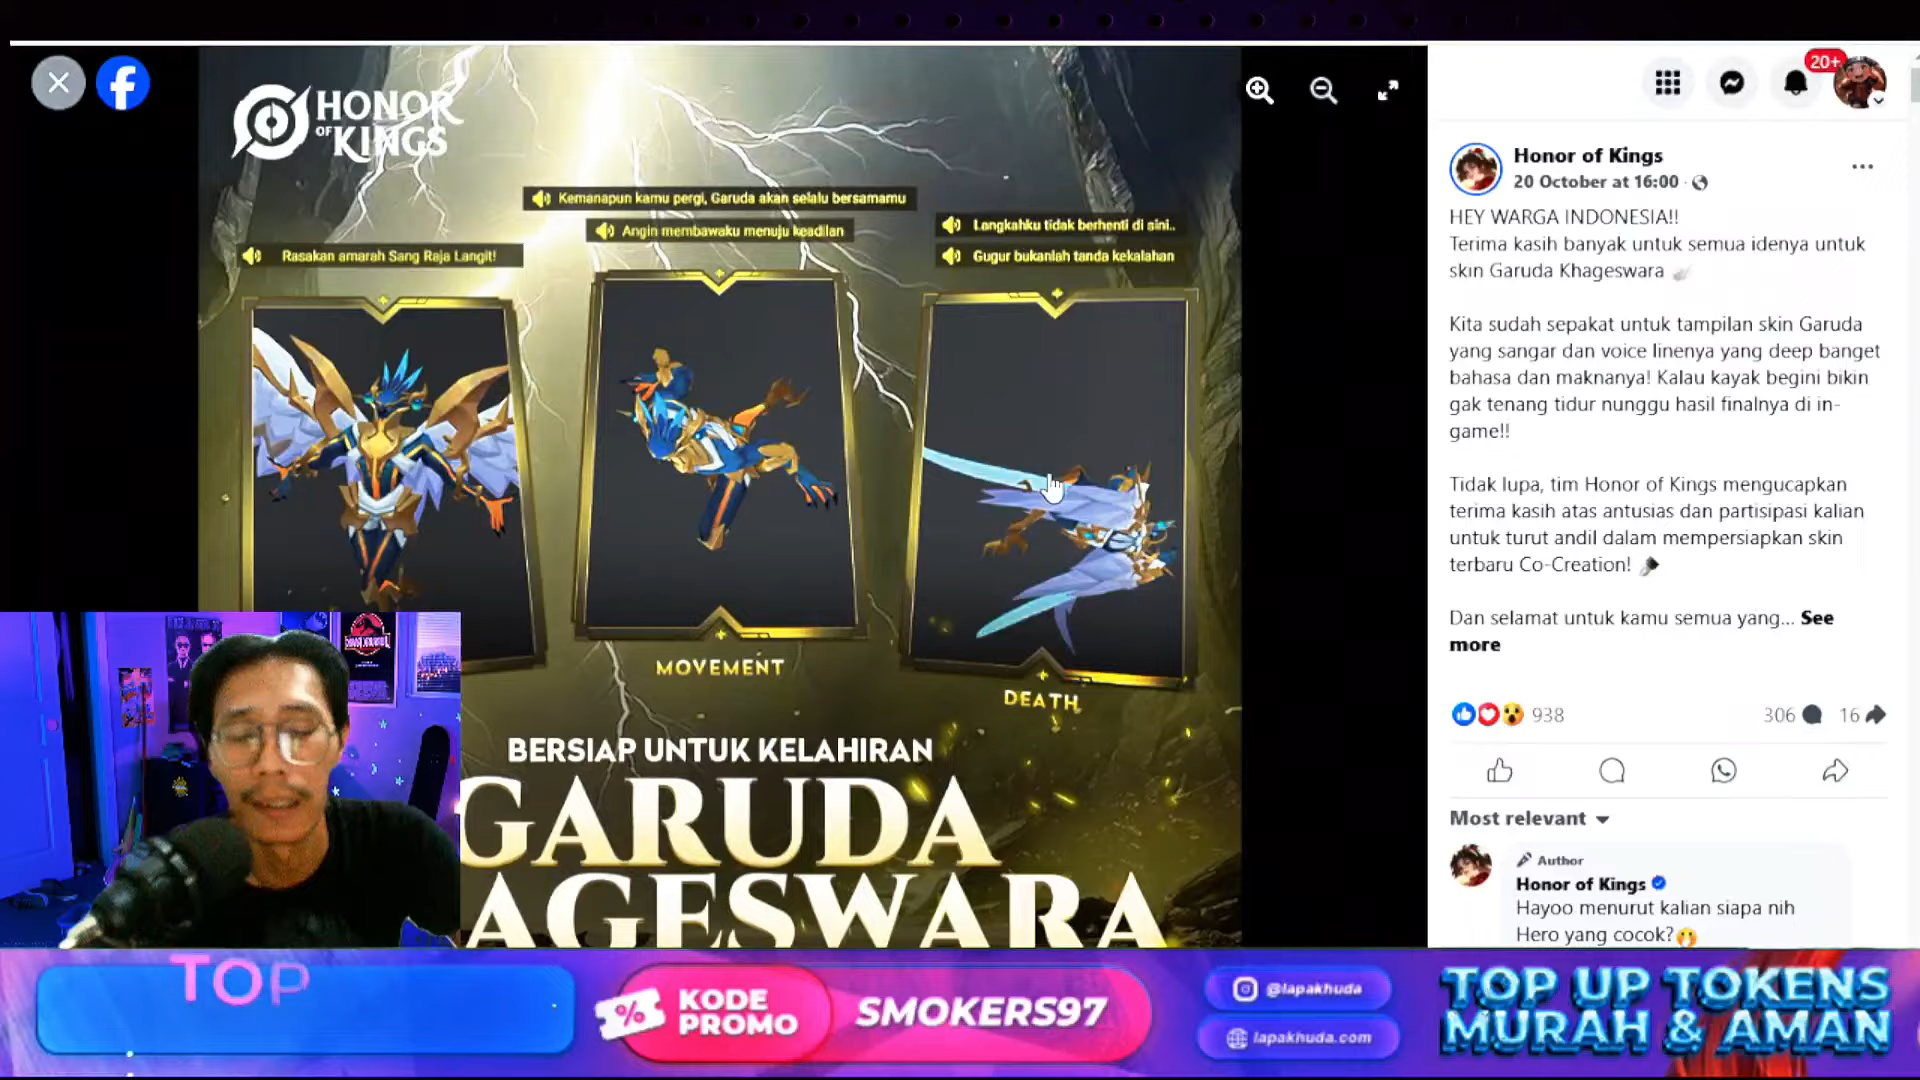 HONOR
OF
KINGS
Kemanapun kamu pergi, Garuda akan selalu bersamamu
Angin membawaku menuju keadilan
Langkahku tidak berhenti di sini..
Rasakan amarah Sang Raja Langit!
Gugur bukanlah tanda kekalahan
MOVEMENT
DEATH
BERSIAP UNTUK KELAHIRAN
GARUDA
AGESWARA
20+
Honor of Kings
20 October at 16:00 ·
HEY WARGA INDONESIA!!
Terima kasih banyak untuk semua idenya untuk
skin Garuda Khageswara
Kita sudah sepakat untuk tampilan skin Garuda
yang sangar dan voice linenya yang deep banget
bahasa dan maknanya! Kalau kayak begini bikin
gak tenang tidur nunggu hasil finalnya di in-
game!!
Tidak lupa, tim Honor of Kings mengucapkan
terima kasih atas antusias dan partisipasi kalian
untuk turut andil dalam mempersiapkan skin
terbaru Co-Creation!
Dan selamat untuk kamu semua yang... See
more
938
306
16
Most relevant
Author
Honor of Kings
Hayoo menurut kalian siapa nih
Hero yang cocok?
TOP
KODE
PROMO
SMOKERS97
@lapakhuda
lapakhuda.com
TOP UP TOKENS
MURAH & AMAN